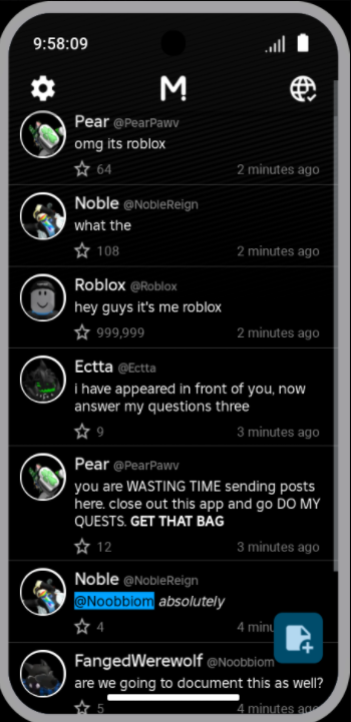 9:58:09
M!
Pear @PearPawv
omg its roblox
64 2 minutes ago
Noble @NobleReign
what the
108 2 minutes ago
Roblox @Roblox
hey guys it's me roblox
999,999 2 minutes ago
Ectta @Ectta
i have appeared in front of you, now
answer my questions three
9 3 minutes ago
Pear @PearPawv
you are WASTING TIME sending posts
here. close out this app and go DO MY
QUESTS. GET THAT BAG
12 3 minutes ago
Noble @NobleReign
@Noobbiom absolutely
4 4 minu
FangedWerewolf @Noobbiom
are we going to document this as well?
5 4 minutes ago